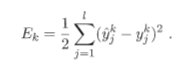 $E_k = \frac{1}{2} \sum_{j=1}^{l} (\hat{y}_j^k - y_j^k)^2 \ .$